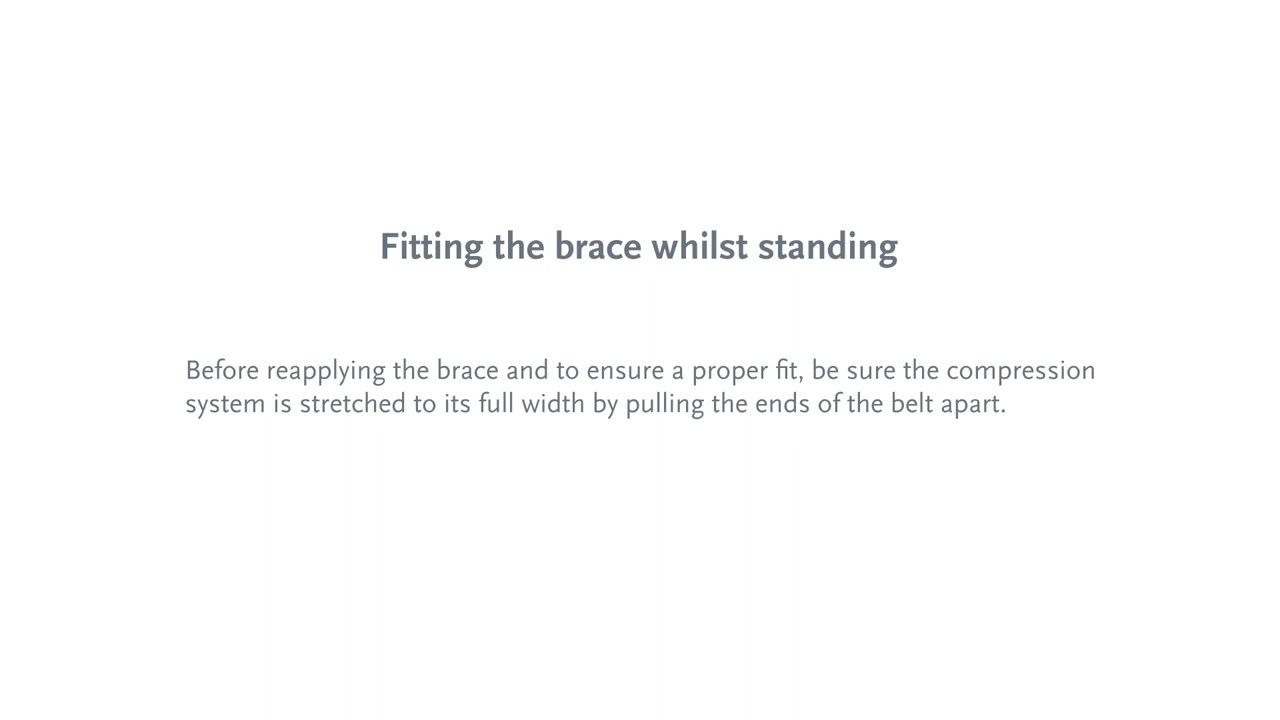 Fitting the brace whilst standing
Before reapplying the brace and to ensure a proper fit, be sure the compression
system is stretched to its full width by pulling the ends of the belt apart.